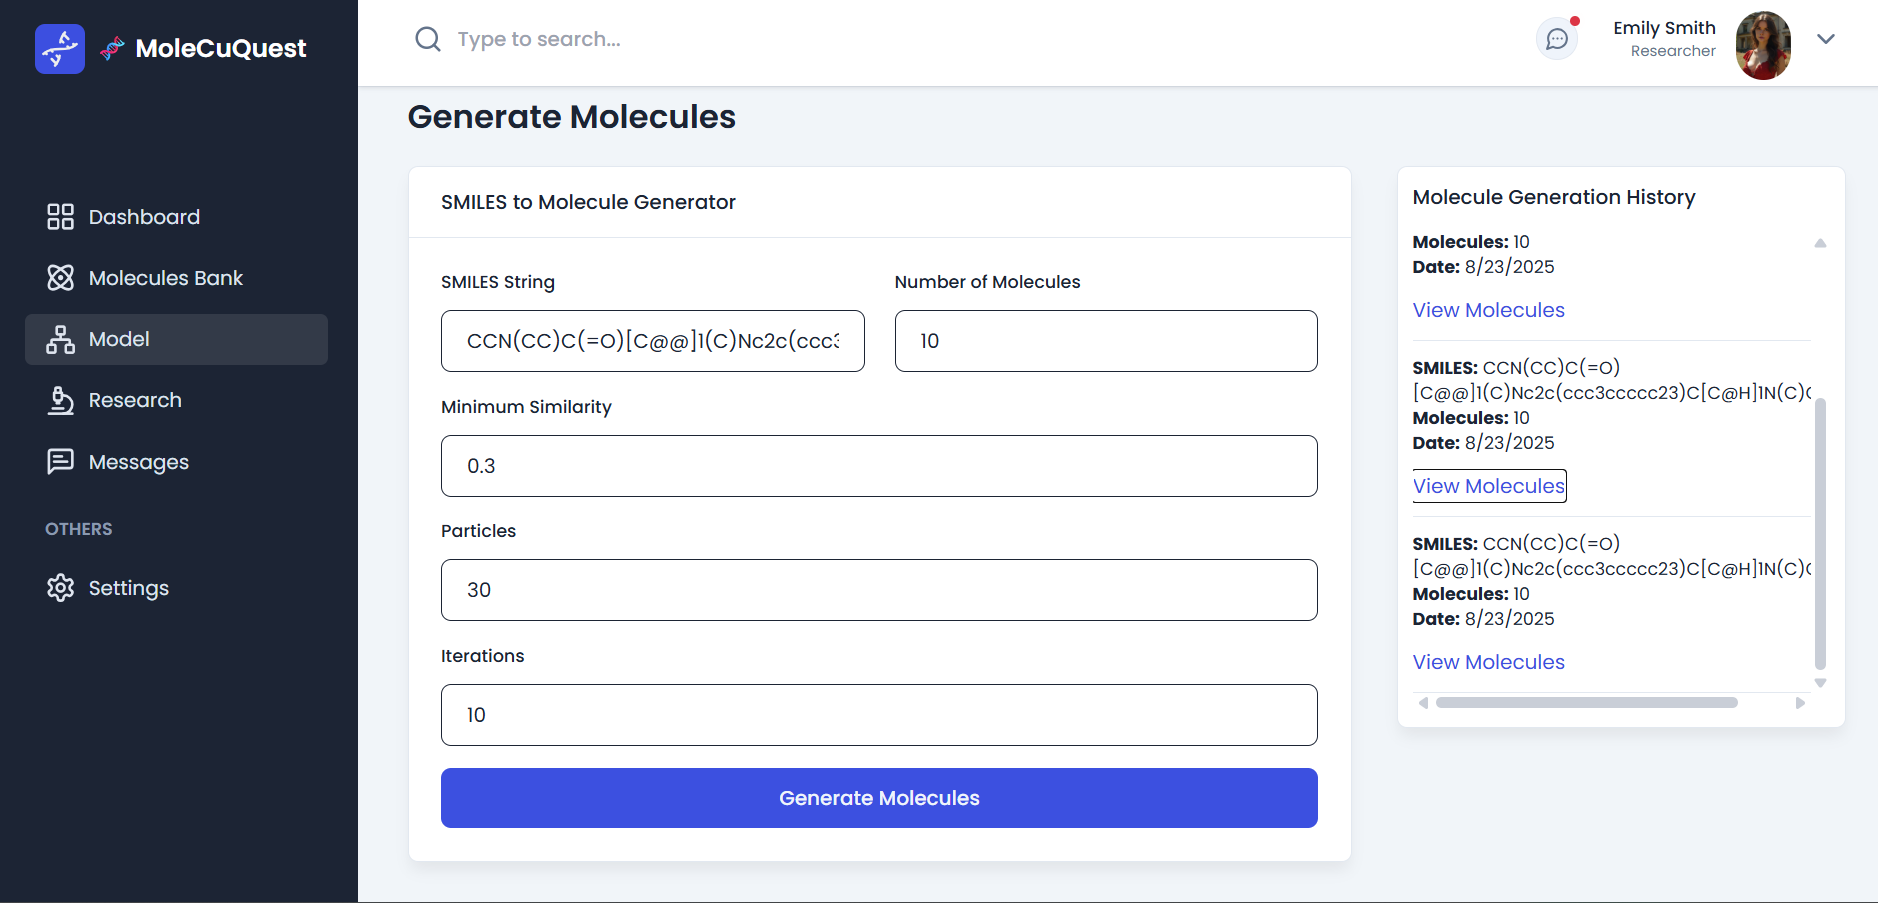 MoleCuQuest
Type to search...
Emily Smith
Researcher
Dashboard
Molecules Bank
Model
Research
Messages
OTHERS
Settings
Generate Molecules
SMILES to Molecule Generator
SMILES String
Number of Molecules
CCN(CC)C(=O)[C@@]1(C)Nc2c(ccc3
10
Minimum Similarity
0.3
Particles
30
Iterations
10
Generate Molecules
Molecule Generation History
Molecules: 10
Date: 8/23/2025
View Molecules
SMILES: CCN(CC)C(=O)
[C@@]1(C)Nc2c(ccc3ccccc23)C[C@H]1N(C)
Molecules: 10
Date: 8/23/2025
View Molecules
SMILES: CCN(CC)C(=O)
[C@@]1(C)Nc2c(ccc3ccccc23)C[C@H]1N(C)
Molecules: 10
Date: 8/23/2025
View Molecules